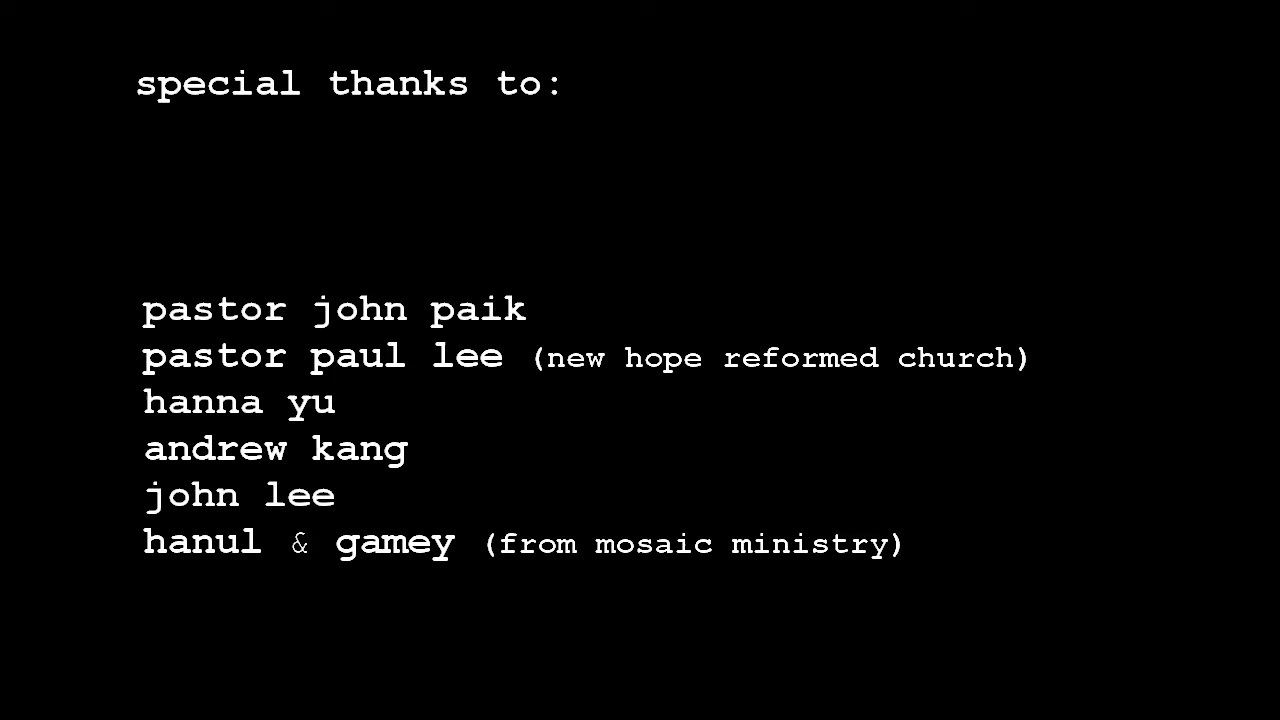 special thanks to:
pastor john paik
pastor paul lee (new hope reformed church)
hanna yu
andrew kang
john lee
hanul & gamey (from mosaic ministry)